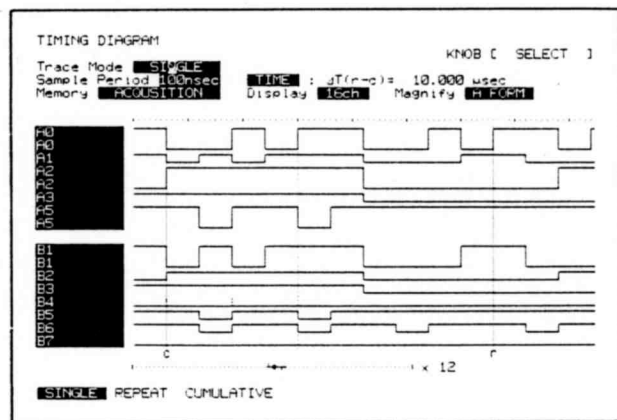 TIMING DIAGRAM
KNOB [ SELECT ]
Trace Mode SINGLE
Sample Period 100nsec TIME : dT(r-c)= 10.000 µsec
Memory ACQUSITION Display 16ch Magnify A FORM
A0
A0
A1
A2
A2
A3
A5
A5
B1
B1
B2
B3
B4
B5
B6
B7
c r
x 12
SINGLE REPEAT CUMULATIVE